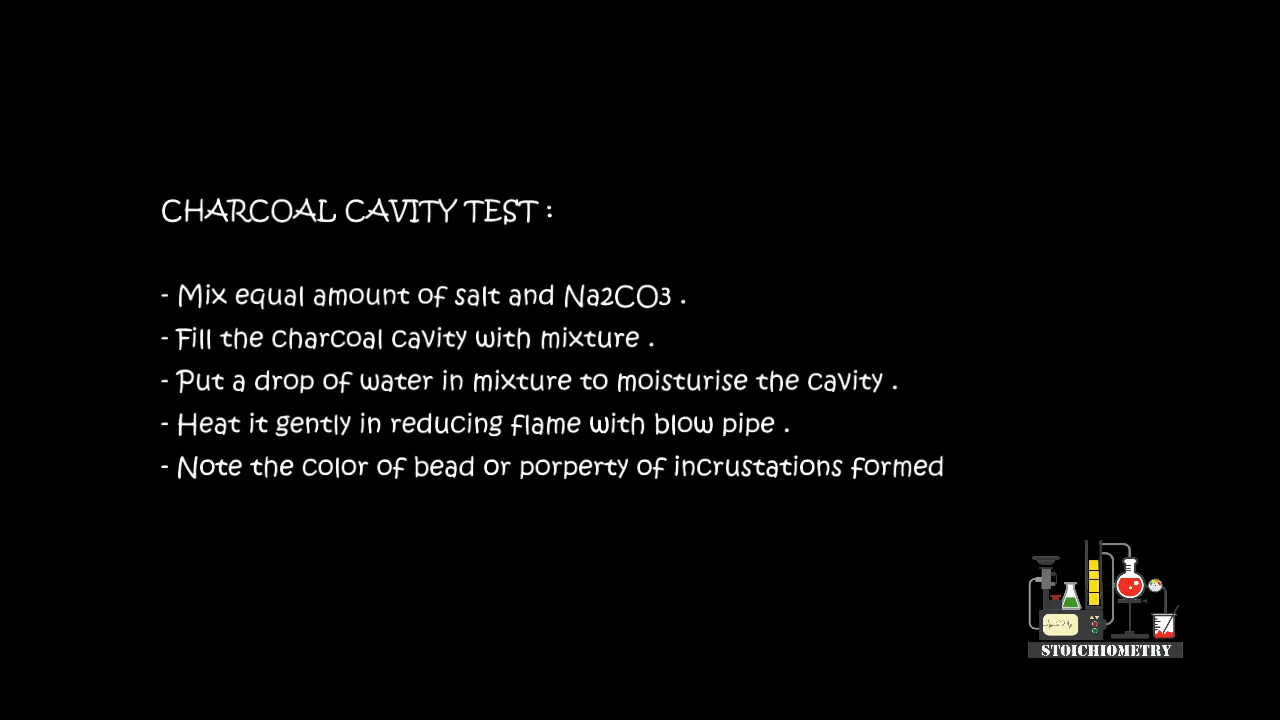 CHARCOAL CAVITY TEST :
- Mix equal amount of salt and Na2CO3 .
- Fill the charcoal cavity with mixture .
- Put a drop of water in mixture to moisturise the cavity .
- Heat it gently in reducing flame with blow pipe .
- Note the color of bead or porperty of incrustations formed
STOICHIOMETRY